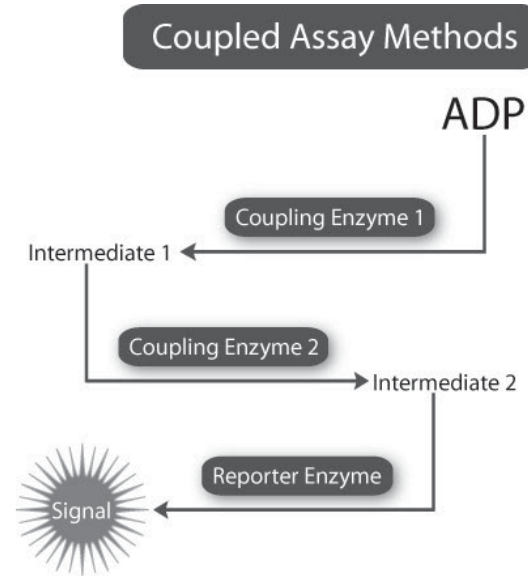 Coupled Assay Methods
ADP
Coupling Enzyme 1
Intermediate 1
Coupling Enzyme 2
Intermediate 2
Reporter Enzyme
Signal